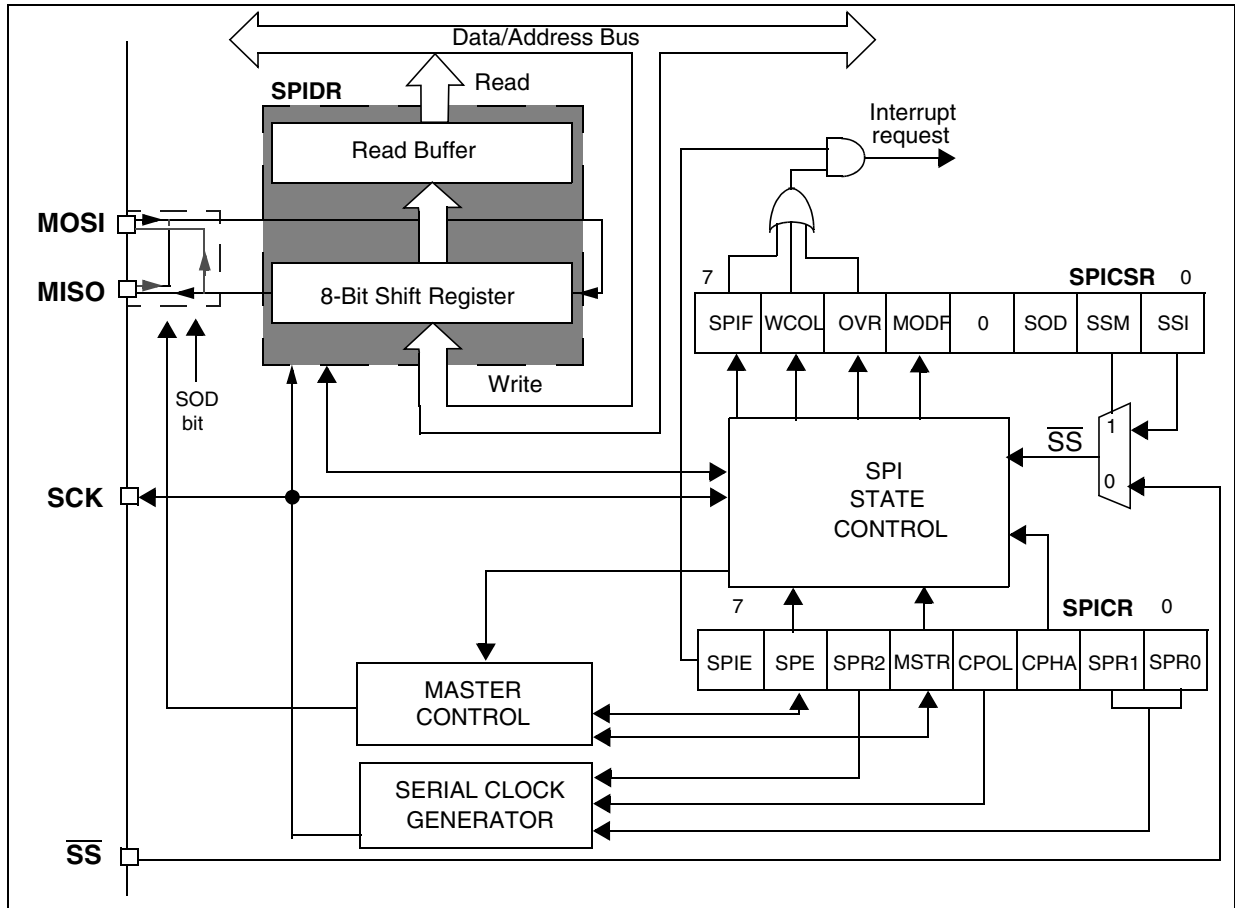 Data/Address Bus
SPIDR
Read
Read Buffer
Interrupt
request
MOSI
MISO
8-Bit Shift Register
Write
SOD
bit
7
SPICSR
0
SPIF WCOL OVR MODF 0 SOD SSM SSI
1
SS
0
SCK
SPI
STATE
CONTROL
7
SPICR
0
SPIE SPE SPR2 MSTR CPOL CPHA SPR1 SPR0
MASTER
CONTROL
SERIAL CLOCK
GENERATOR
SS